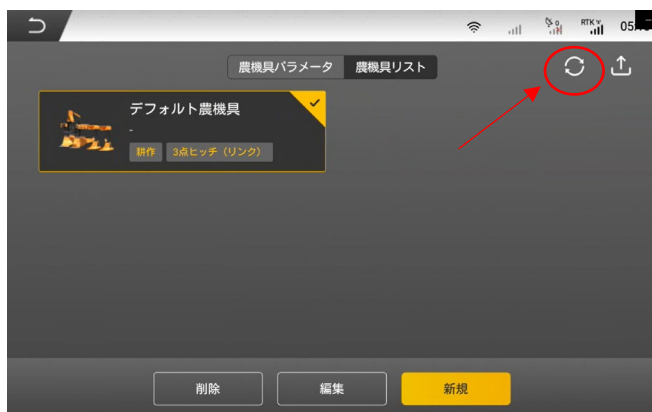 RTK
農機具パラメータ 農機具リスト
デフォルト農機具
-
耕作 3点ヒッチ（リンク）
削除 編集 新規